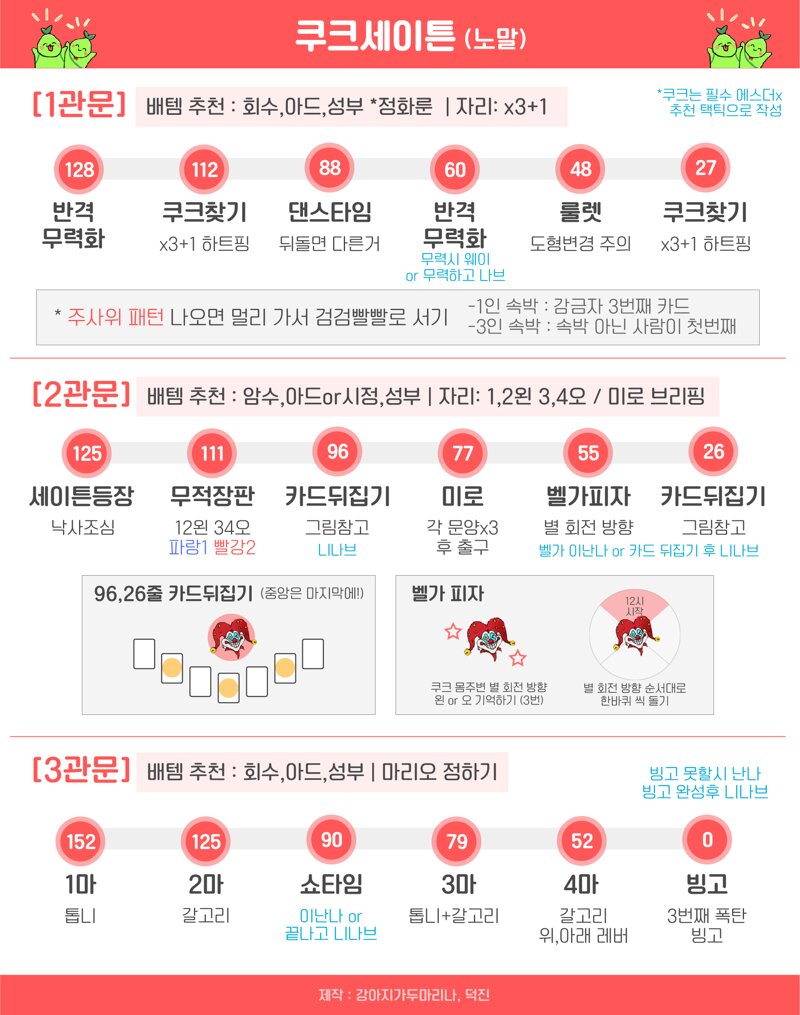 쿠크세이튼 (노말)
[1관문] 배템 추천 : 회수,아드,성부 *정화룬 | 자리: x3+1
*쿠크는 필수 에스더x
추천 택틱으로 작성
128 112 88 60 48 27
반격
무력화
쿠크찾기
x3+1 하트핑
댄스타임
뒤돌면 다른거
반격
무력화
무력시 웨이
or 무력하고 나브
룰렛
도형변경 주의
쿠크찾기
x3+1 하트핑
* 주사위 패턴 나오면 멀리 가서 검검빨빨로 서기
-1인 속박 : 감금자 3번째 카드
-3인 속박 : 속박 아닌 사람이 첫번째
[2관문] 배템 추천 : 암수,아드or시정,성부 | 자리: 1,2왼 3,4오 / 미로 브리핑
125 111 96 77 55 26
세이튼등장
낙사조심
무적장판
12왼 34오
파랑1 빨강2
카드뒤집기
그림참고
니나브
미로
각 문양x3
후 출구
벨가피자
별 회전 방향
카드뒤집기
그림참고
벨가 이난나 or 카드 뒤집기 후 니나브
96,26줄 카드뒤집기 (중앙은 마지막에!)
벨가 피자
쿠크 몸주변 별 회전 방향
왼 or 오 기억하기 (3번)
12시
시작
별 회전 방향 순서대로
한바퀴 씩 돌기
[3관문] 배템 추천 : 회수,아드,성부 | 마리오 정하기
빙고 못할시 난나
빙고 완성후 니나브
152 125 90 79 52 0
1마
톱니
2마
갈고리
쇼타임
이난나 or
끝나고 니나브
3마
톱니+갈고리
4마
갈고리
위,아래 레버
빙고
3번째 폭탄
빙고
제작 : 강아지가두마리나, 덕진